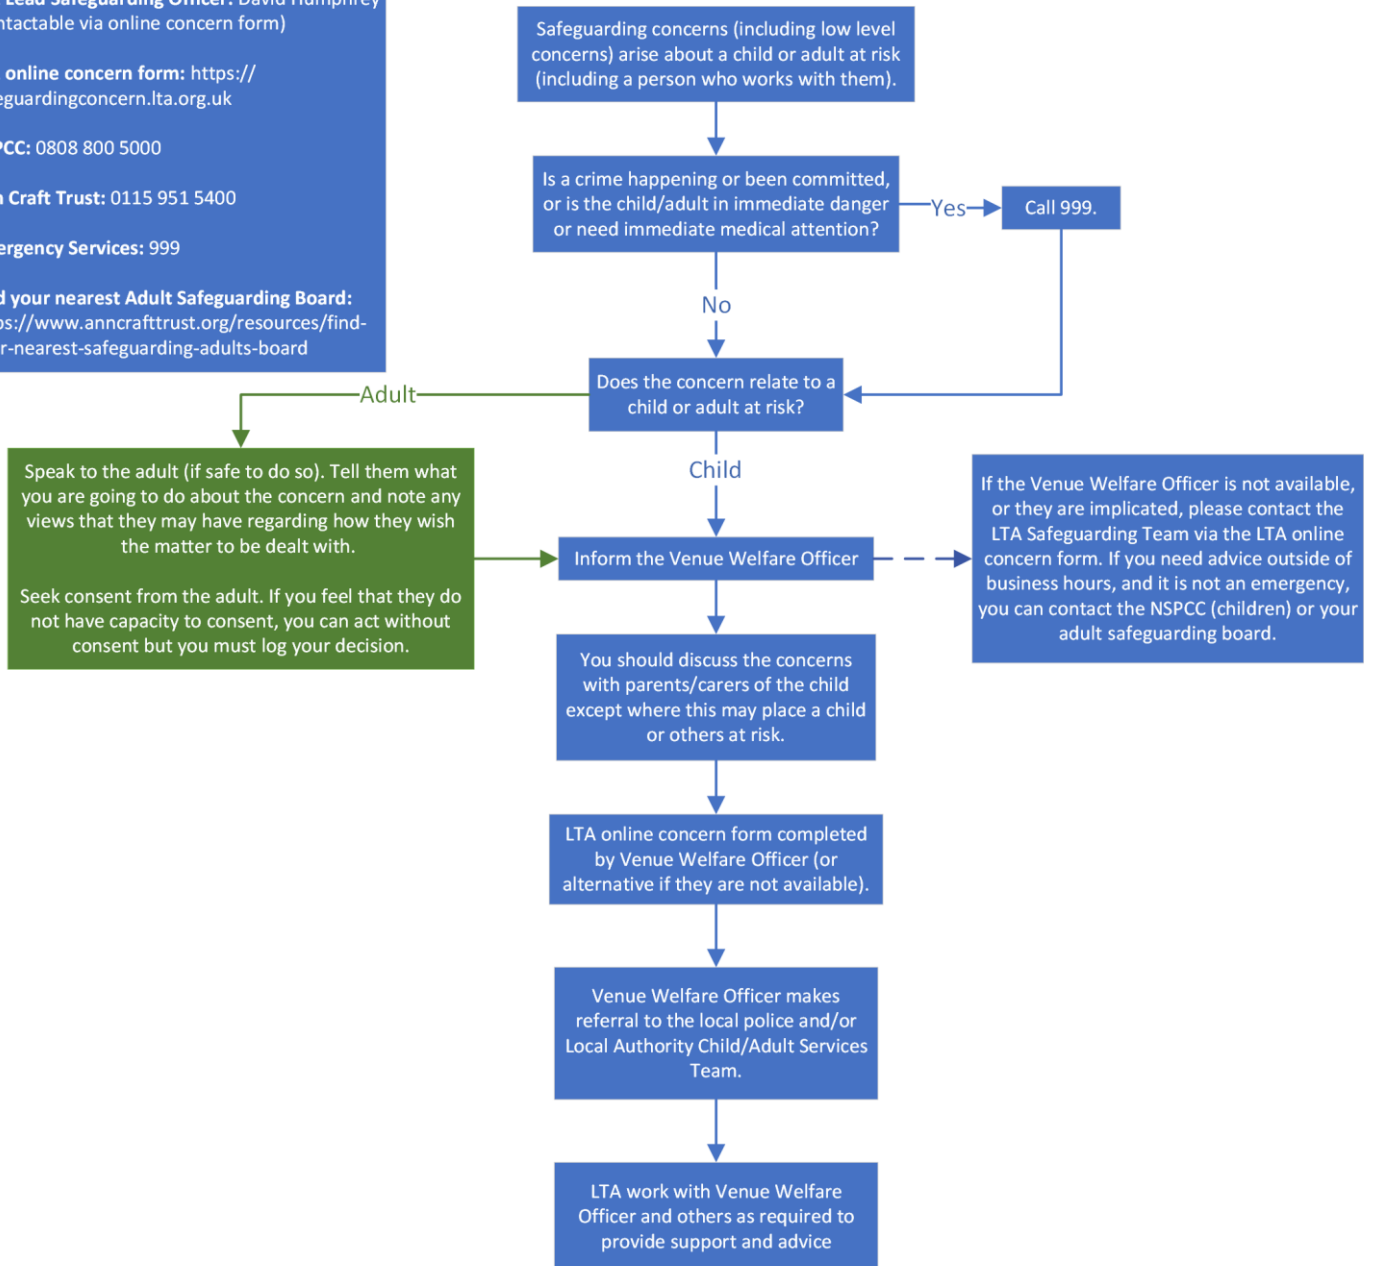 Lead Safeguarding Officer: David Humphrey
ntactable via online concern form)
online concern form: https://
eguardingconcern.lta.org.uk
PCC: 0808 800 5000
n Craft Trust: 0115 951 5400
ergency Services: 999
d your nearest Adult Safeguarding Board:
ps://www.anncrafttrust.org/resources/find-
r-nearest-safeguarding-adults-board
Safeguarding concerns (including low level
concerns) arise about a child or adult at risk
(including a person who works with them).
Is a crime happening or been committed,
or is the child/adult in immediate danger
or need immediate medical attention?
Yes
Call 999.
No
Does the concern relate to a
child or adult at risk?
Adult
Child
Speak to the adult (if safe to do so). Tell them what
you are going to do about the concern and note any
views that they may have regarding how they wish
the matter to be dealt with.
Seek consent from the adult. If you feel that they do
not have capacity to consent, you can act without
consent but you must log your decision.
Inform the Venue Welfare Officer
If the Venue Welfare Officer is not available,
or they are implicated, please contact the
LTA Safeguarding Team via the LTA online
concern form. If you need advice outside of
business hours, and it is not an emergency,
you can contact the NSPCC (children) or your
adult safeguarding board.
You should discuss the concerns
with parents/carers of the child
except where this may place a child
or others at risk.
LTA online concern form completed
by Venue Welfare Officer (or
alternative if they are not available).
Venue Welfare Officer makes
referral to the local police and/or
Local Authority Child/Adult Services
Team.
LTA work with Venue Welfare
Officer and others as required to
provide support and advice